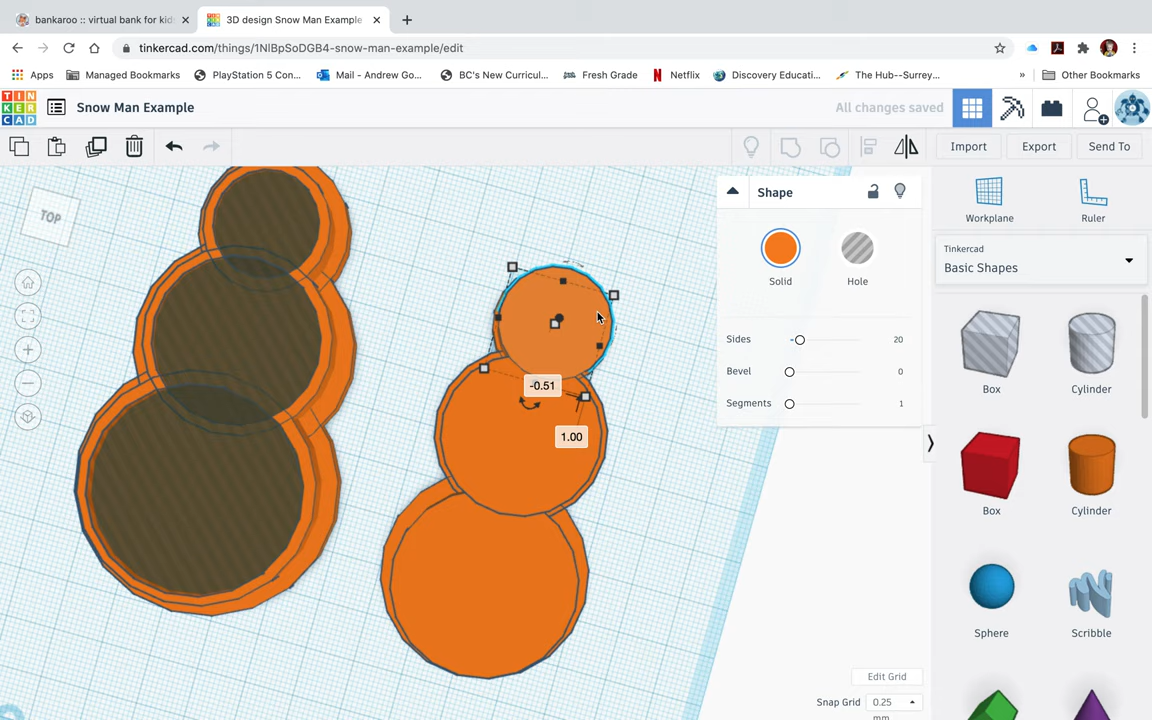 bankaroo :: virtual bank for kid
3D design Snow Man Example
tinkercad.com/things/1NlBpSoDGB4-snow-man-example/edit
Apps Managed Bookmarks PlayStation 5 Con... Mail - Andrew Go... BC's New Curricul... Fresh Grade Netflix Discovery Educati... The Hub--Surrey... » Other Bookmarks
TIN
KER
CAD
Snow Man Example
All changes saved
Import Export Send To
TOP
Shape
Solid Hole
Sides 20
Bevel 0
Segments 1
-0.51
1.00
Workplane Ruler
Tinkercad
Basic Shapes
Box Cylinder
Box Cylinder
Sphere Scribble
Edit Grid
Snap Grid 0.25
mm